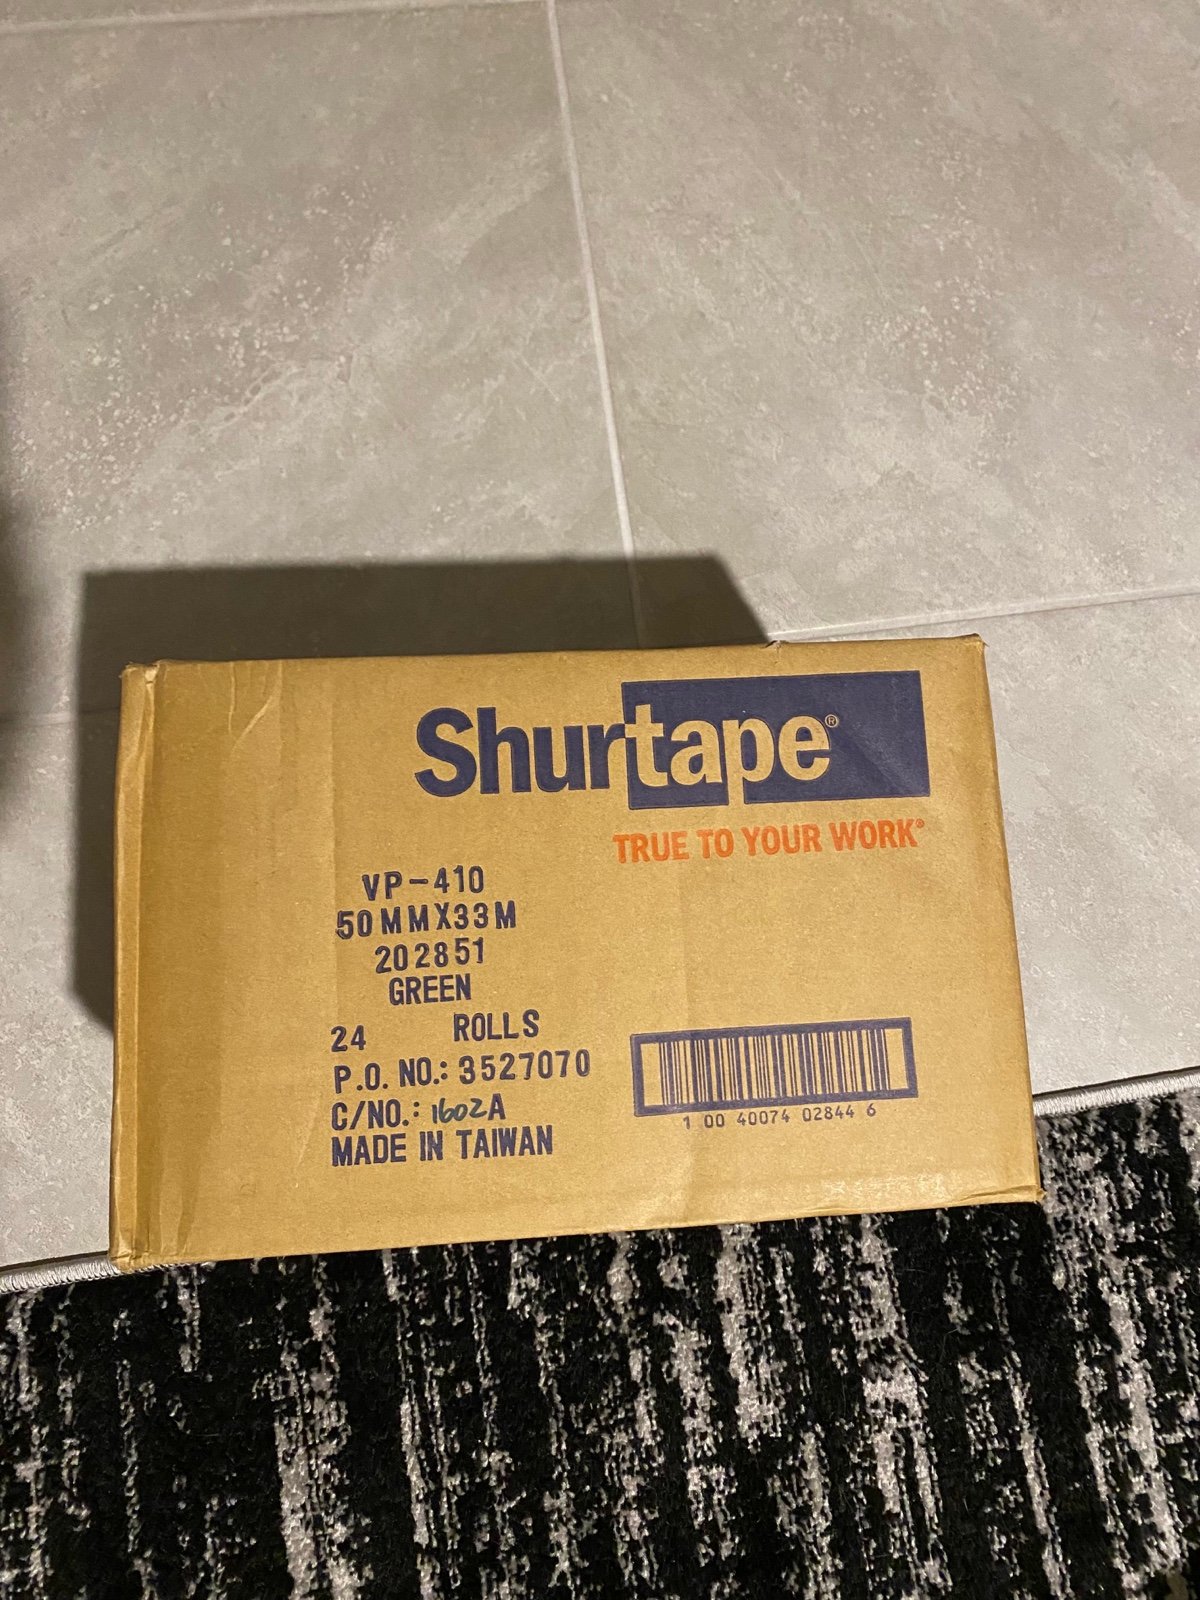 Shurtape®
TRUE TO YOUR WORK®
VP-410
50MMX33M
202851
GREEN
24 ROLLS
P.O. NO.: 3527070
C/NO.: 1602A
MADE IN TAIWAN
1 00 40074 02844 6